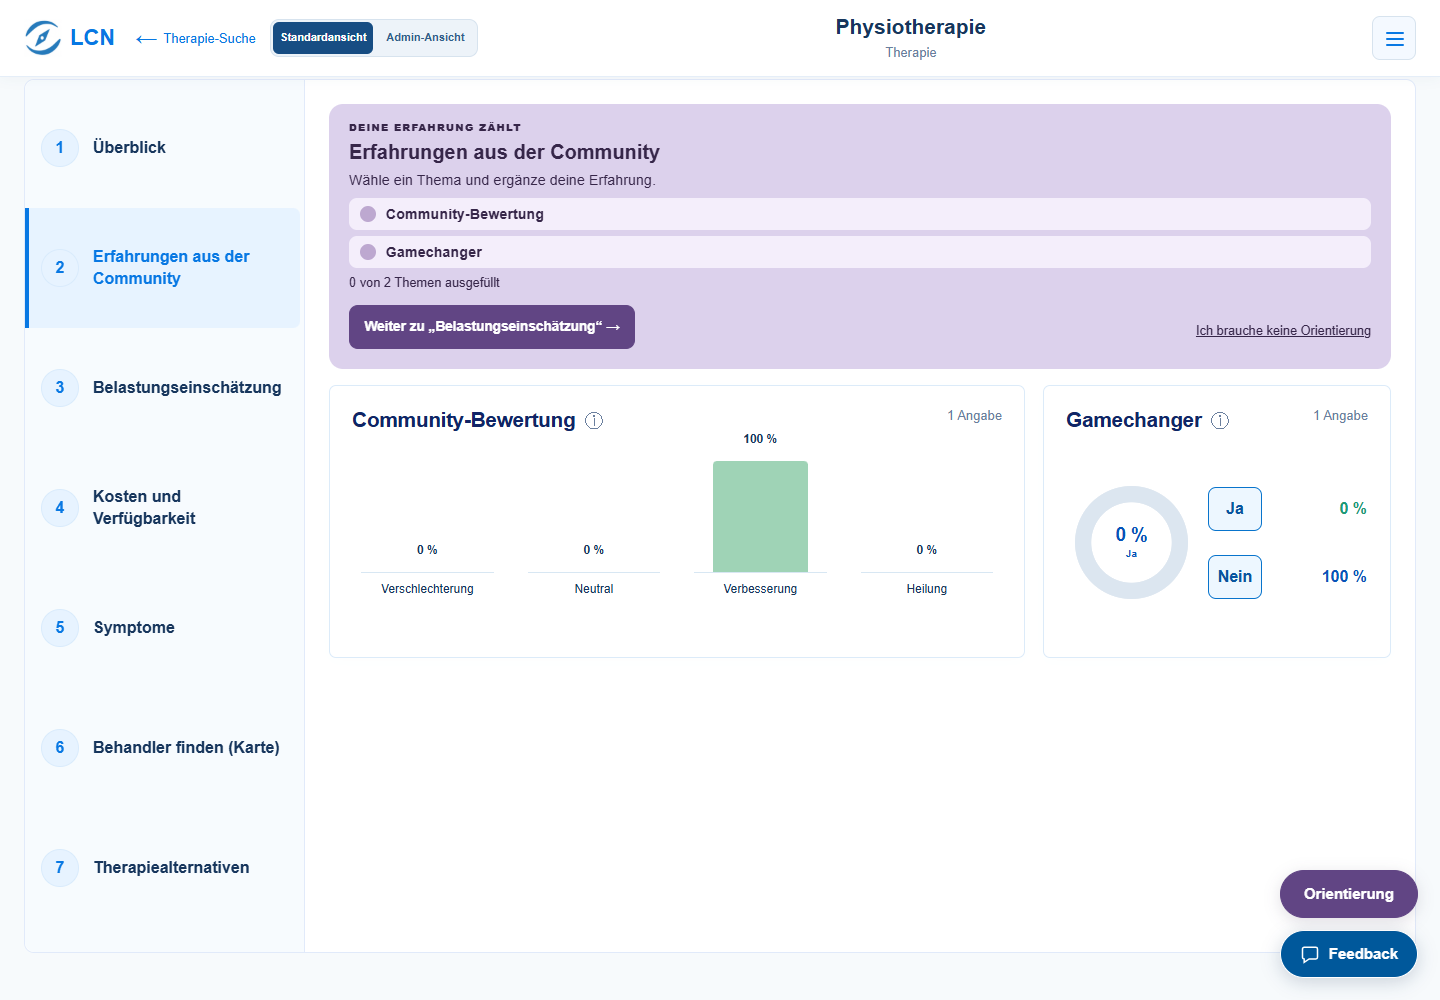 LCN
← Therapie-Suche
Standardansicht
Admin-Ansicht
Physiotherapie
Therapie
1
Überblick
2
Erfahrungen aus der
Community
3
Belastungseinschätzung
4
Kosten und
Verfügbarkeit
5
Symptome
6
Behandler finden (Karte)
7
Therapiealternativen
DEINE ERFAHRUNG ZÄHLT
Erfahrungen aus der Community
Wähle ein Thema und ergänze deine Erfahrung.
Community-Bewertung
Gamechanger
0 von 2 Themen ausgefüllt
Weiter zu „Belastungseinschätzung“ →
Ich brauche keine Orientierung
Community-Bewertung
1 Angabe
100 %
0 %
0 %
0 %
Verschlechterung
Neutral
Verbesserung
Heilung
Gamechanger
1 Angabe
0 %
Ja
Ja
0 %
Nein
100 %
Orientierung
Feedback